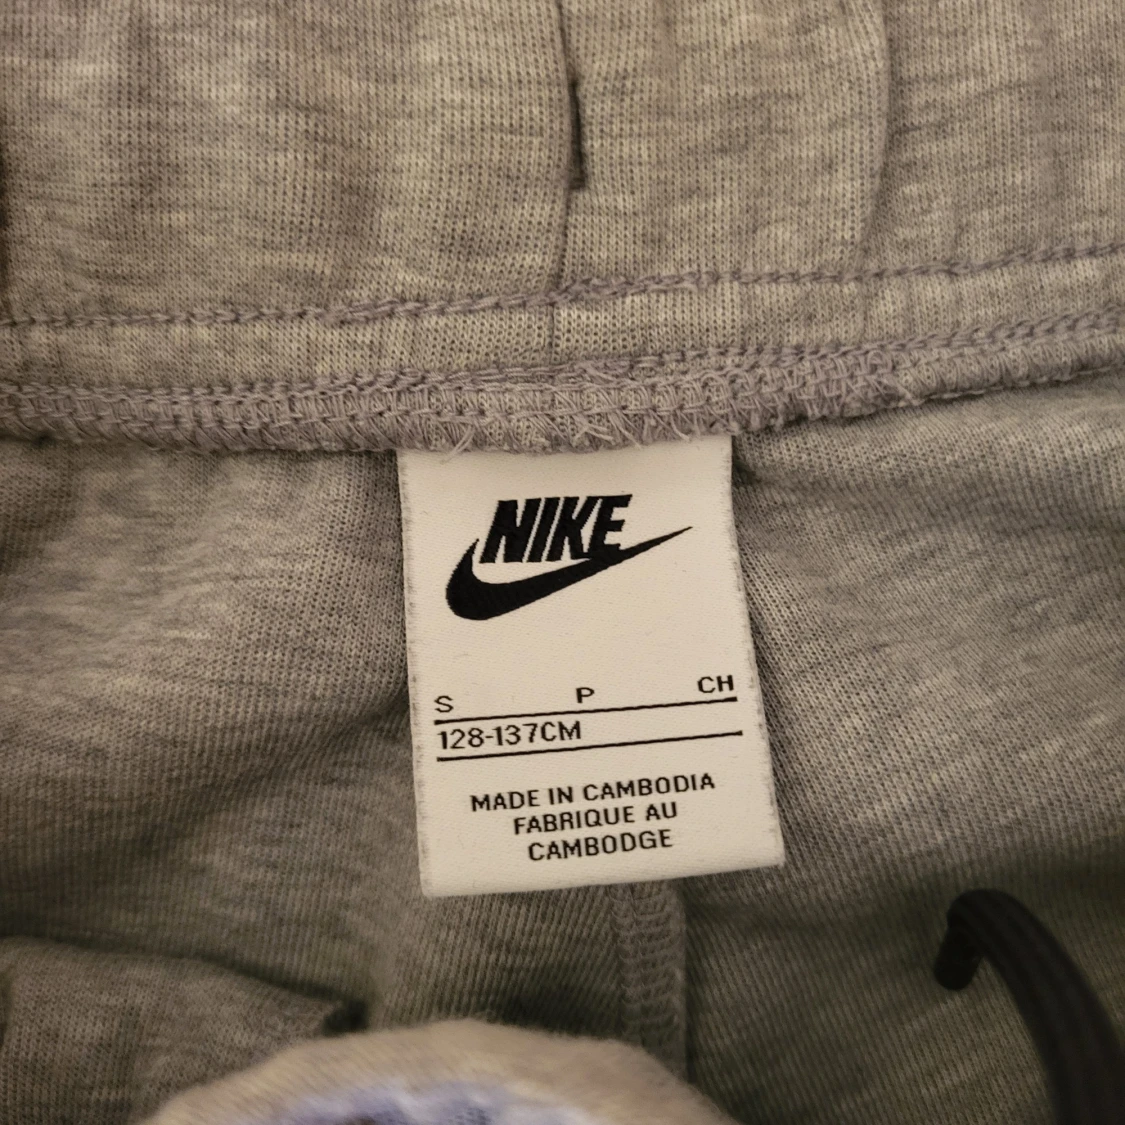 NIKE
S P CH
128-137CM
MADE IN CAMBODIA
FABRIQUE AU
CAMBODGE